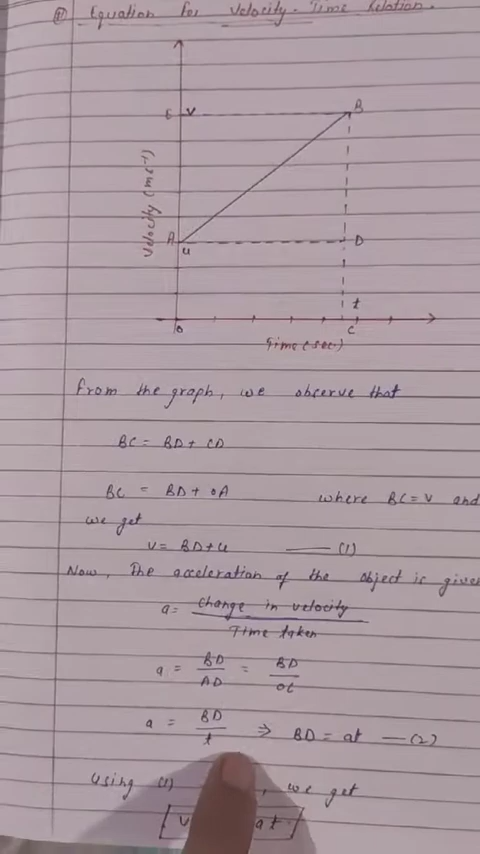 Equation for Velocity-Time Relation.
E V
B
Velocity (ms⁻¹)
A
u
D
t
0
C
Time (sec)
From the graph, we observe that
BC = BD + CD
BC = BD + OA where BC = V and
we get
V = BD + u —— (1)
Now, The acceleration of the object is given
a = Change in velocity
Time taken
a = BD/AD = BD/OC
a = BD/t ⇒ BD = at —(2)
Using (1) , we get
[V at]